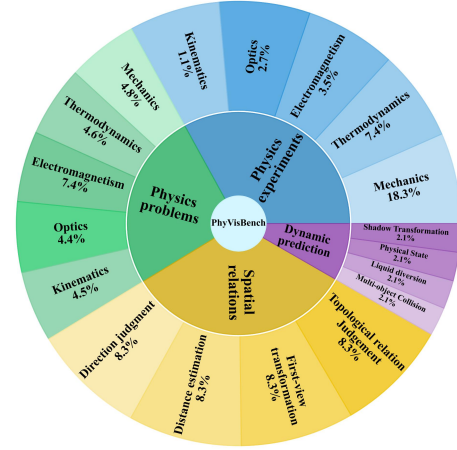 Kinematics
1.1%
Optics
2.7%
Electromagnetism
3.5%
Thermodynamics
7.4%
Mechanics
18.3%
Mechanics
4.8%
Thermodynamics
4.6%
Electromagnetism
7.4%
Optics
4.4%
Kinematics
4.5%
Physics
experiments
Physics
problems
PhyVisBench
Dynamic
prediction
Spatial
relations
Shadow Transformation
2.1%
Physical State
2.1%
Liquid diversion
2.1%
Multi-object Collision
2.1%
Direction judgment
8.3%
Distance estimation
8.3%
First-view
transformation
8.3%
Topological relation
Judgement
8.3%